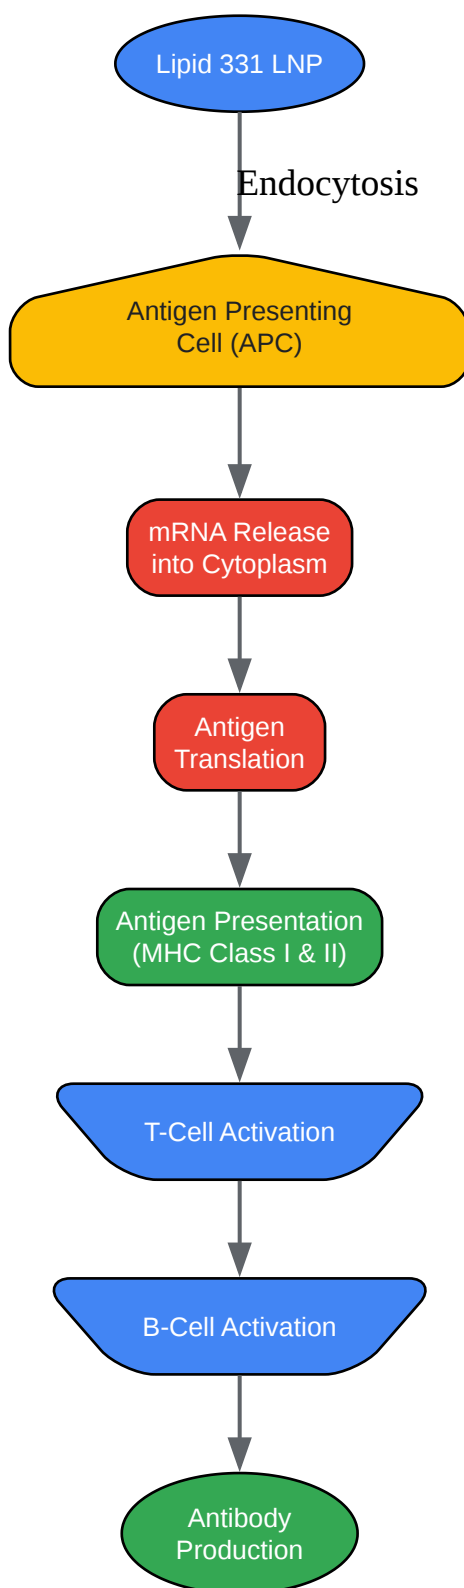 Lipid 331 LNP
Endocytosis
Antigen Presenting
Cell (APC)
mRNA Release
into Cytoplasm
Antigen
Translation
Antigen Presentation
(MHC Class I & II)
T-Cell Activation
B-Cell Activation
Antibody
Production